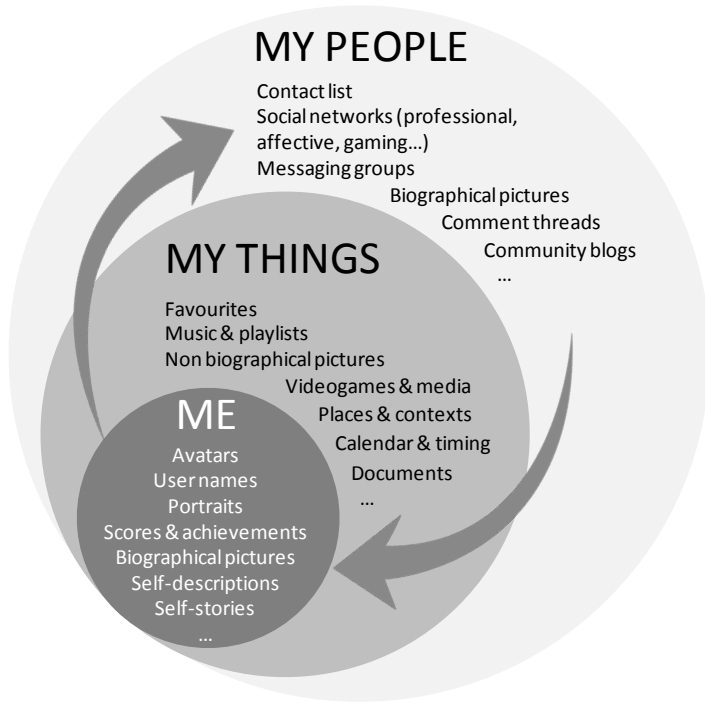 MY PEOPLE
Contact list
Social networks (professional,
affective, gaming…)
Messaging groups
Biographical pictures
Comment threads
Community blogs
…
MY THINGS
Favourites
Music & playlists
Non biographical pictures
Videogames & media
Places & contexts
Calendar & timing
Documents
…
ME
Avatars
User names
Portraits
Scores & achievements
Biographical pictures
Self-descriptions
Self-stories
…